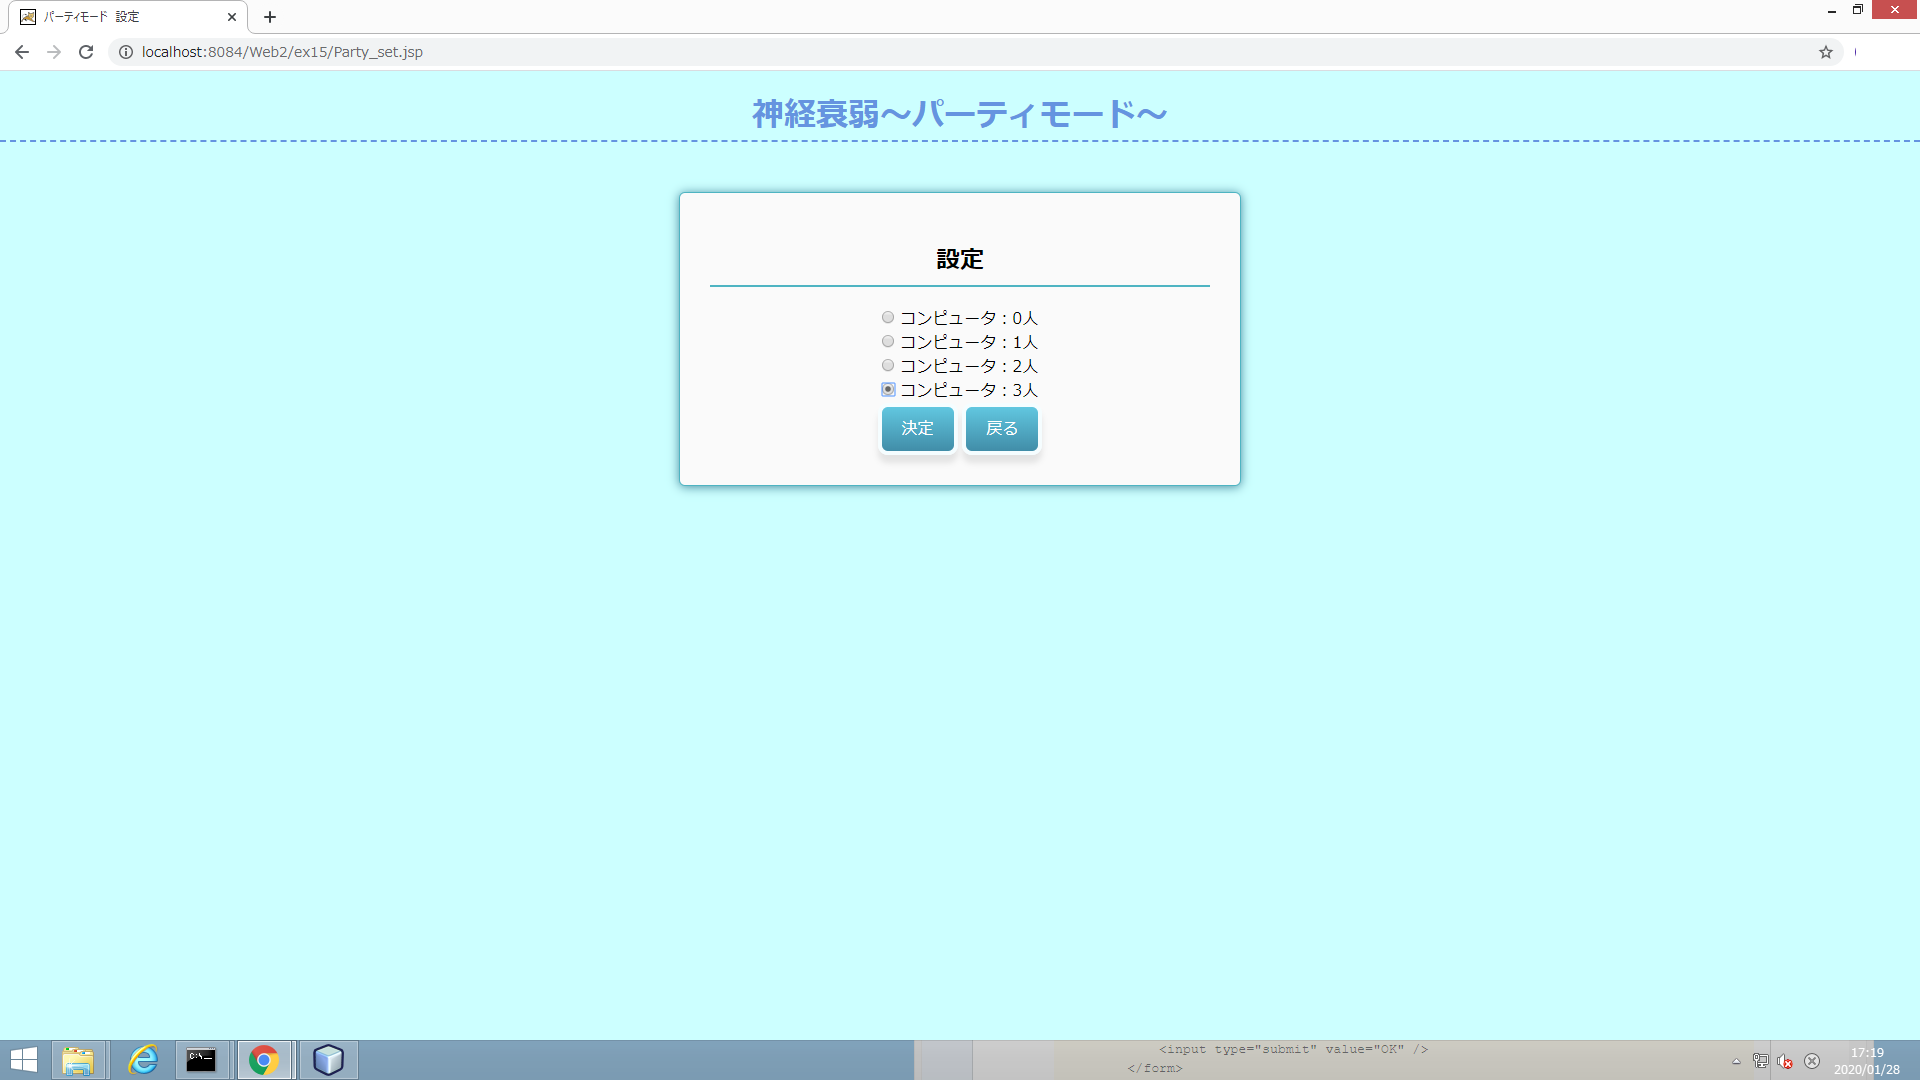 パーティモード 設定
localhost:8084/Web2/ex15/Party_set.jsp
神経衰弱～パーティモード～
設定
コンピュータ：0人
コンピュータ：1人
コンピュータ：2人
コンピュータ：3人
決定 戻る
C:\_
<input type="submit" value="OK" />
</form>
17:19
2020/01/28